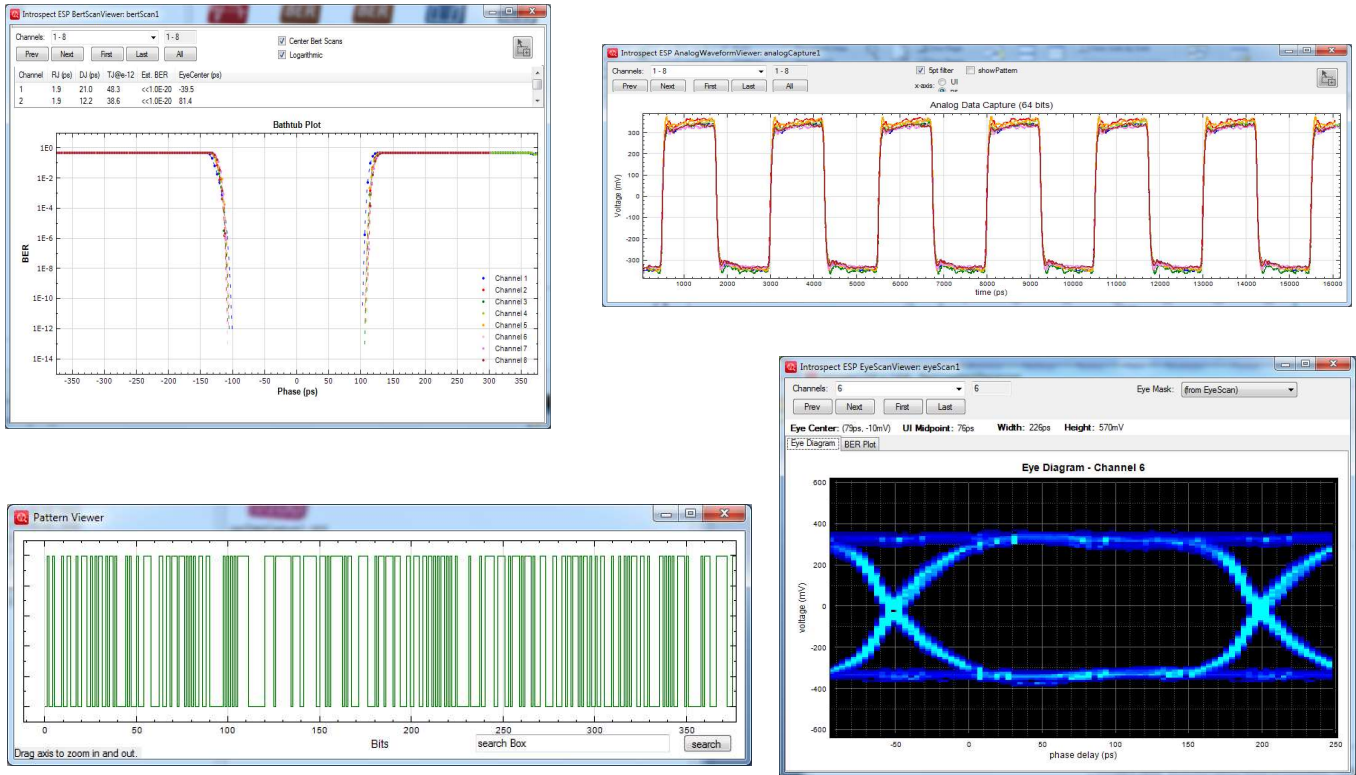 Introspect ESP BertScanViewer: bertScan1
Channels: 1 - 8 1 - 8
Prev Next First Last All
Center Bert Scans
Logarithmic
Channel RJ (ps) DJ (ps) TJ@e-12 Est. BER EyeCenter (ps)
1 1.9 21.0 48.3 <<1.0E-20 -39.5
2 1.9 12.2 38.6 <<1.0E-20 81.4
Bathtub Plot
1E0
1E-2
1E-4
1E-6
1E-8
1E-10
1E-12
1E-14
BER
Channel 1
Channel 2
Channel 3
Channel 4
Channel 5
Channel 6
Channel 7
Channel 8
-350 -300 -250 -200 -150 -100 -50 0 50 100 150 200 250 300 350
Phase (ps)
Introspect ESP AnalogWaveformViewer: analogCapture1
Channels: 1 - 8 1 - 8
Prev Next First Last All
5pt filter showPattern
x-axis: UI
ps
Analog Data Capture (64 bits)
300
200
100
0
-100
-200
-300
Voltage (mV)
1000 2000 3000 4000 5000 6000 7000 8000 9000 10000 11000 12000 13000 14000 15000 16000
time (ps)
Introspect ESP EyeScanViewer: eyeScan1
Channels: 6 6
Eye Mask: (from EyeScan)
Prev Next First Last
Eye Center: (79ps, -10mV) UI Midpoint: 76ps Width: 226ps Height: 570mV
Eye Diagram BER Plot
Eye Diagram - Channel 6
600
400
200
0
-200
-400
-600
voltage (mV)
-50 0 50 100 150 200 250
phase delay (ps)
Pattern Viewer
0 50 100 150 200 250 300 350
Bits
search Box search
Drag axis to zoom in and out.